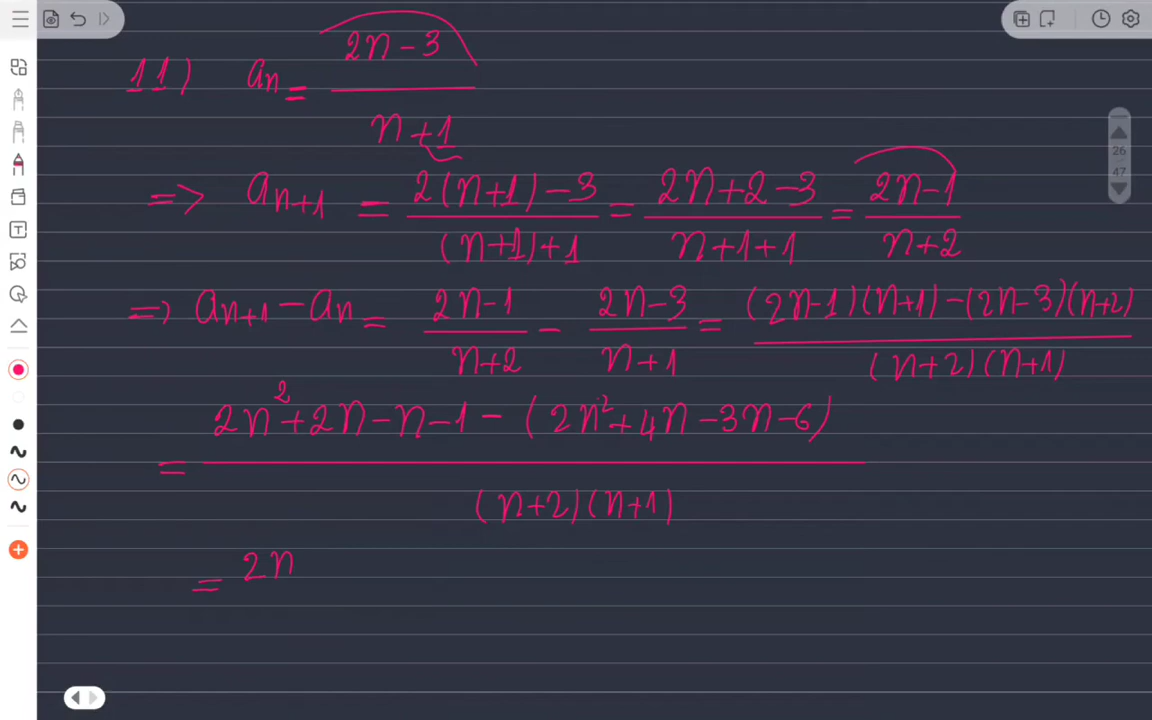 11) an = (2n-3)/(n+1)
=> an+1 = (2(n+1)-3)/((n+1)+1) = (2n+2-3)/(n+1+1) = (2n-1)/(n+2)
=> an+1 - an = (2n-1)/(n+2) - (2n-3)/(n+1) = ((2n-1)(n+1)-(2n-3)(n+2))/((n+2)(n+1))
= (2n²+2n-n-1-(2n²+4n-3n-6))/((n+2)(n+1))
= 2n
26
47